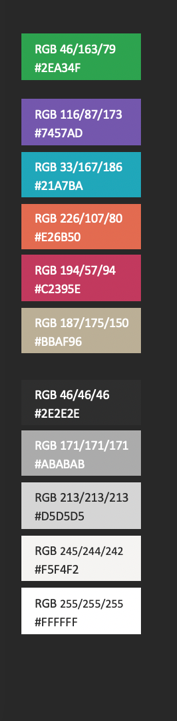 RGB 46/163/79
#2EA34F
RGB 116/87/173
#7457AD
RGB 33/167/186
#21A7BA
RGB 226/107/80
#E26B50
RGB 194/57/94
#C2395E
RGB 187/175/150
#BBAF96
RGB 46/46/46
#2E2E2E
RGB 171/171/171
#ABABAB
RGB 213/213/213
#D5D5D5
RGB 245/244/242
#F5F4F2
RGB 255/255/255
#FFFFFF